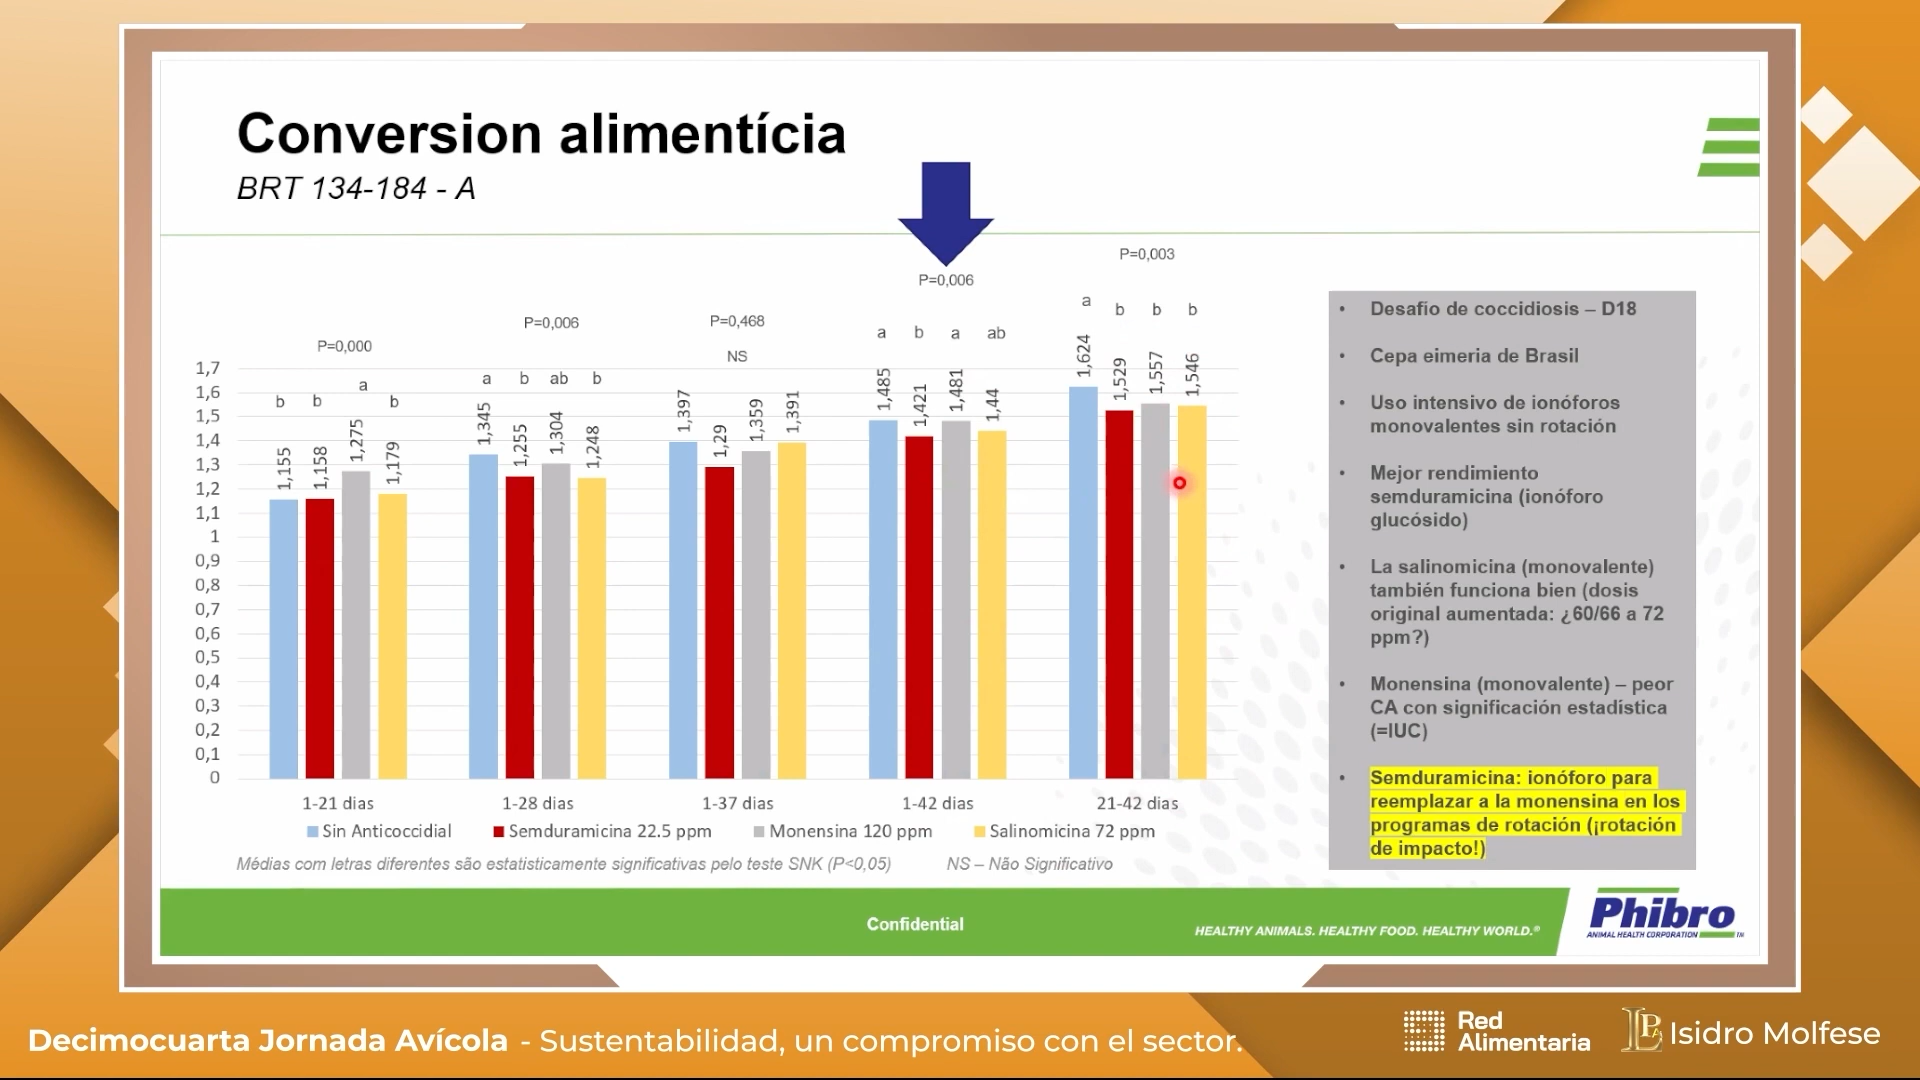 Conversion alimentícia
BRT 134-184 - A
P=0,000
P=0,006
P=0,468
P=0,006
P=0,003
NS
b b a b
a b ab b
a b a ab
a b b b
1,155 1,158 1,275 1,179
1,345 1,255 1,304 1,248
1,397 1,29 1,359 1,391
1,485 1,421 1,481 1,44
1,624 1,529 1,557 1,546
1,7
1,6
1,5
1,4
1,3
1,2
1,1
1
0,9
0,8
0,7
0,6
0,5
0,4
0,3
0,2
0,1
0
1-21 dias 1-28 dias 1-37 dias 1-42 dias 21-42 dias
Sin Anticoccidial Semduramicina 22.5 ppm Monensina 120 ppm Salinomicina 72 ppm
Médias com letras diferentes são estatisticamente significativas pelo teste SNK (P<0,05) NS – Não Significativo
• Desafio de coccidiosis – D18
• Cepa eimeria de Brasil
• Uso intensivo de ionóforos
monovalentes sin rotación
• Mejor rendimiento
semduramicina (ionóforo
glucósido)
• La salinomicina (monovalente)
también funciona bien (dosis
original aumentada: ¿60/66 a 72
ppm?)
• Monensina (monovalente) – peor
CA con significación estadística
(=IUC)
• Semduramicina: ionóforo para
reemplazar a la monensina en los
programas de rotación (¡rotación
de impacto!)
Confidential
HEALTHY ANIMALS. HEALTHY FOOD. HEALTHY WORLD.®
Phibro
ANIMAL HEALTH CORPORATION TM
Decimocuarta Jornada Avícola - Sustentabilidad, un compromiso con el sector.
Red
Alimentaria
Isidro Molfese